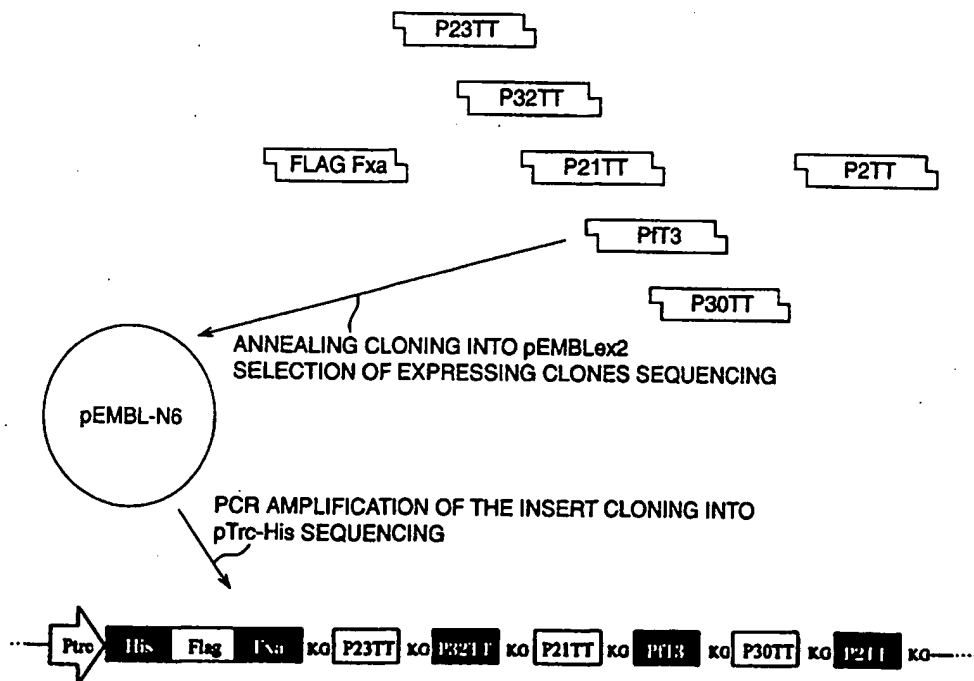 P23TT
P32TT
FLAG Fxa
P21TT
P2TT
PfT3
P30TT
ANNEALING CLONING INTO pEMBLex2
SELECTION OF EXPRESSING CLONES SEQUENCING
pEMBL-N6
PCR AMPLIFICATION OF THE INSERT CLONING INTO
pTrc-His SEQUENCING
Ptrc His Flag Fxa KG P23TT KG P32TT KG P21TT KG PfT3 KG P30TT KG P2TT KG